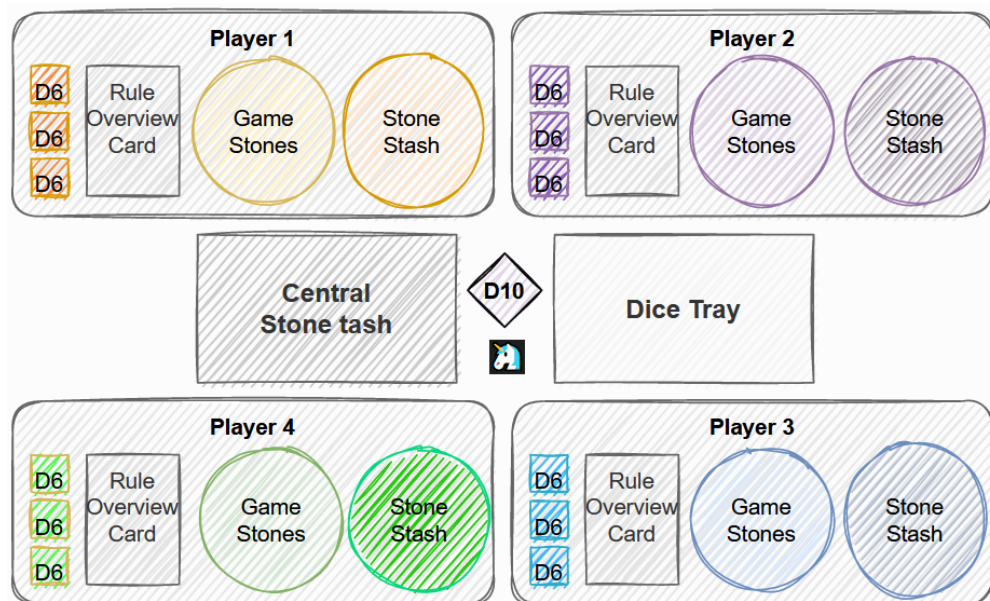 Player 1
D6
D6
D6
Rule
Overview
Card
Game
Stones
Stone
Stash
Player 2
D6
D6
D6
Rule
Overview
Card
Game
Stones
Stone
Stash
Central
Stone tash
D10
Dice Tray
Player 4
D6
D6
D6
Rule
Overview
Card
Game
Stones
Stone
Stash
Player 3
D6
D6
D6
Rule
Overview
Card
Game
Stones
Stone
Stash